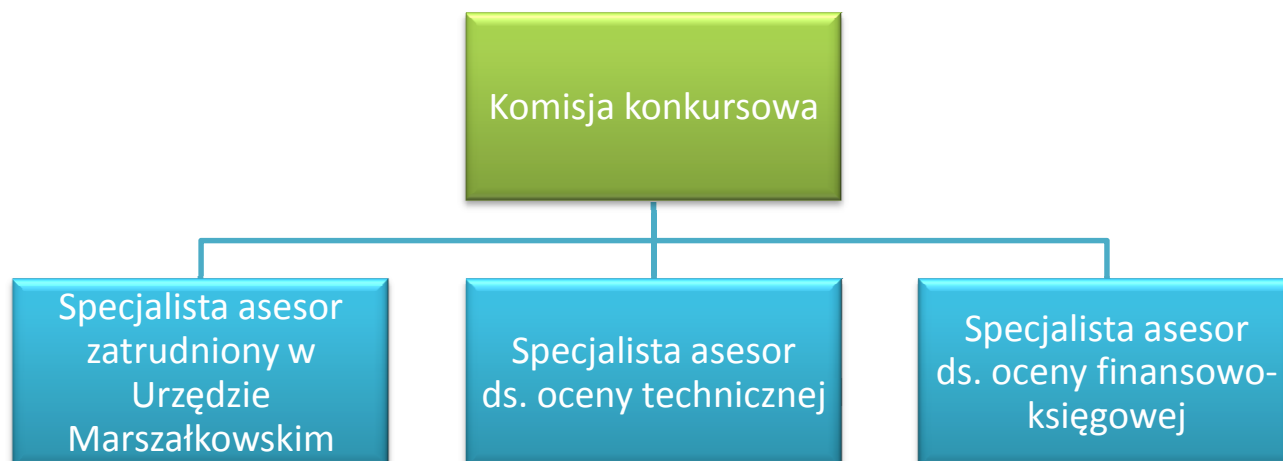 Komisja konkursowa
Specjalista asesor
zatrudniony w
Urzędzie
Marszałkowskim
Specjalista asesor
ds. oceny technicznej
Specjalista asesor
ds. oceny finansowo-
księgowej